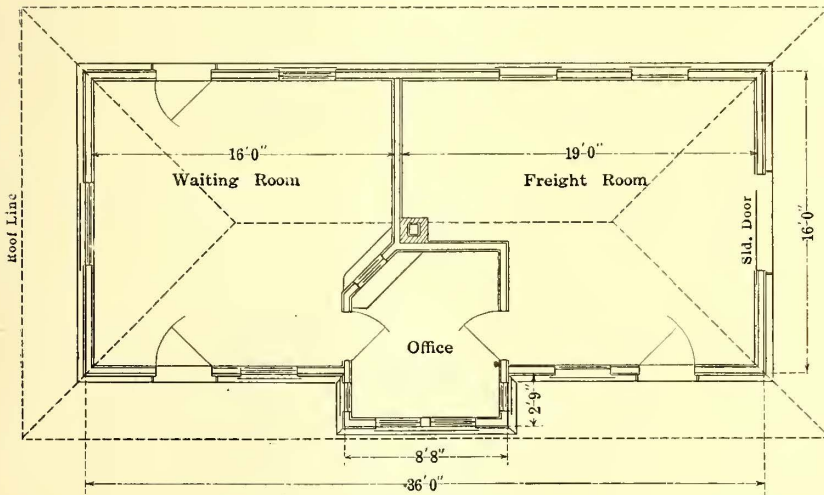 16'0"
19'0"
Waiting Room
Freight Room
Roof Line
Sld. Door
16'0"
Office
2'9"
8'8"
36'0"